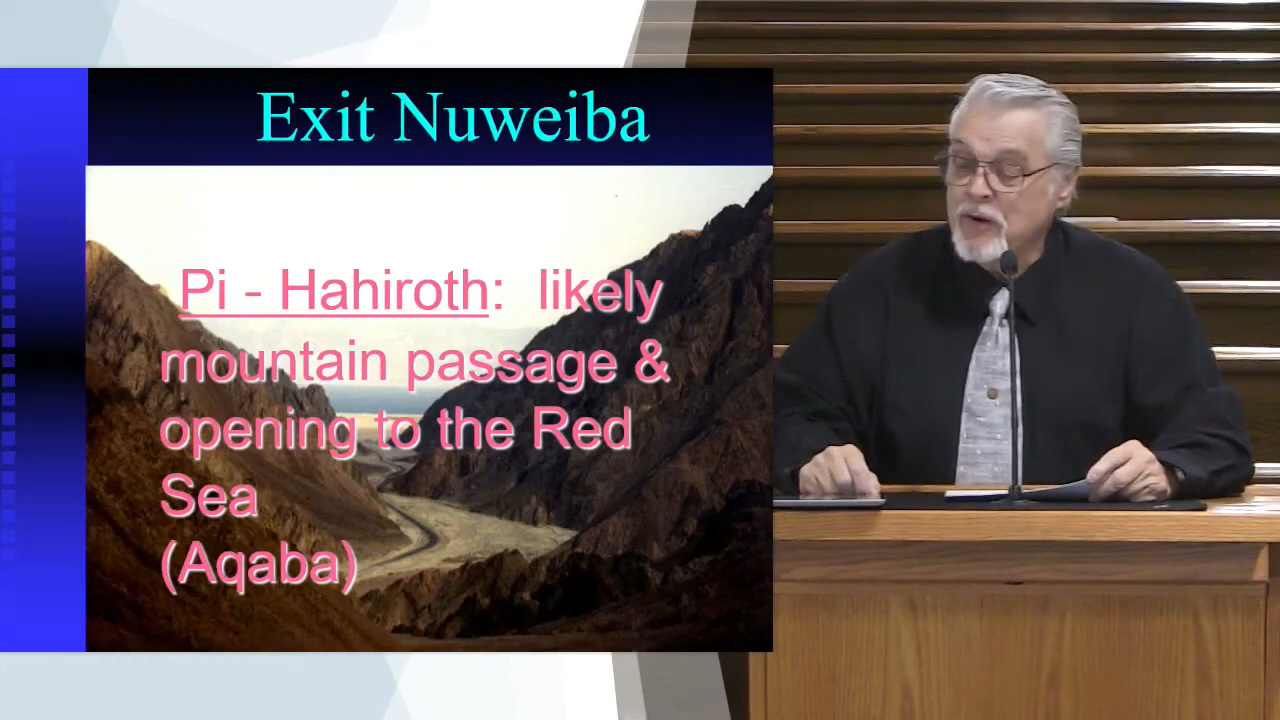 Exit Nuweiba
Pi - Hahiroth: likely
mountain passage &
opening to the Red
Sea
(Aqaba)